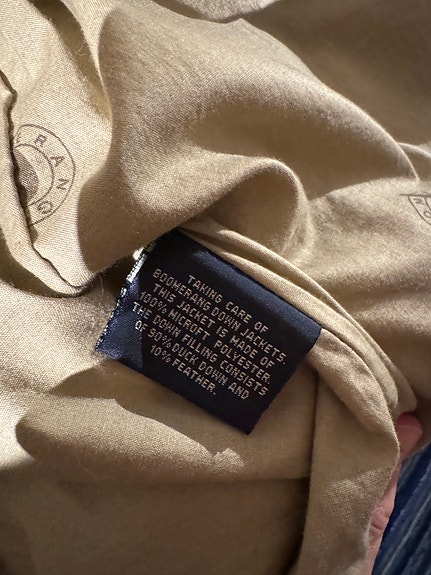 TAKING CARE OF
BOOMERANG DOWN JACKETS.
THIS JACKET IS MADE OF
100% MICROFT POLYESTER.
THE DOWN FILLING CONSISTS
OF 90% DUCK DOWN AND
10% FEATHER.
RANG